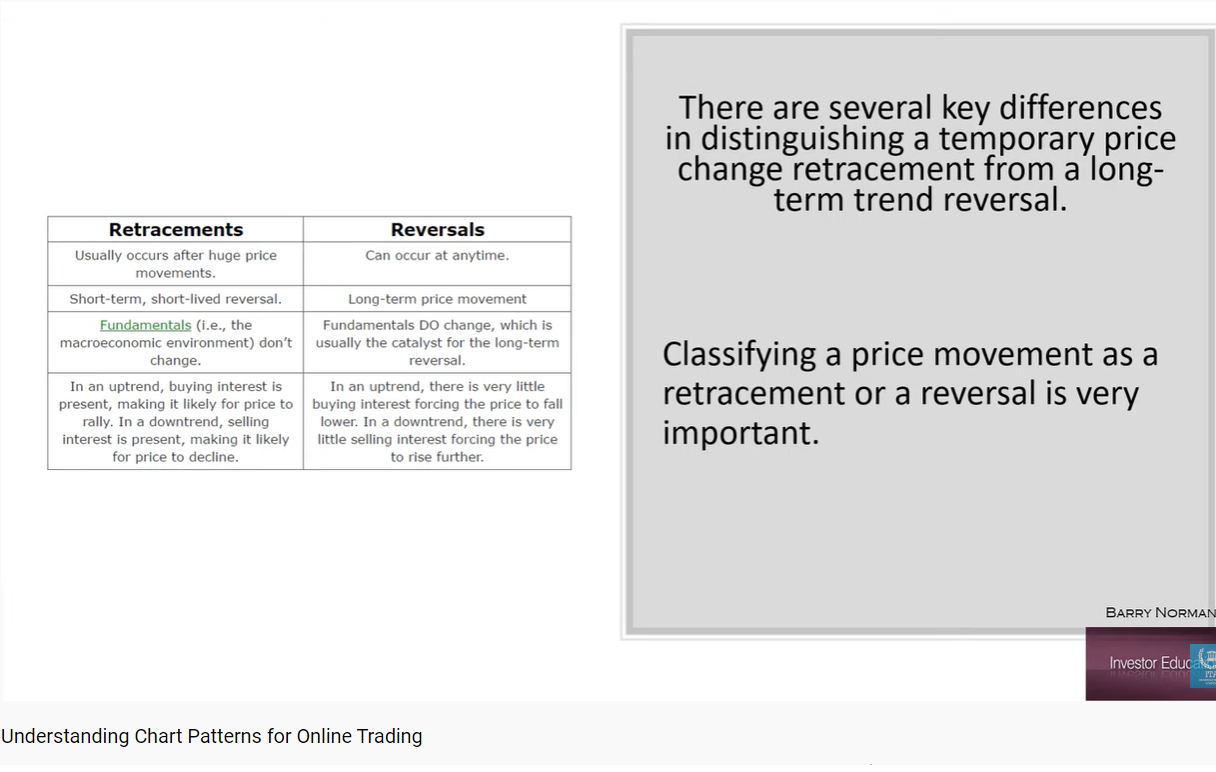 There are several key differences
in distinguishing a temporary price
change retracement from a long-
term trend reversal.
Retracements
Reversals
Usually occurs after huge price
movements.
Can occur at anytime.
Short-term, short-lived reversal.
Long-term price movement
Fundamentals (i.e., the
macroeconomic environment) don't
change.
Fundamentals DO change, which is
usually the catalyst for the long-term
reversal.
In an uptrend, buying interest is
present, making it likely for price to
rally. In a downtrend, selling
interest is present, making it likely
for price to decline.
In an uptrend, there is very little
buying interest forcing the price to fall
lower. In a downtrend, there is very
little selling interest forcing the price
to rise further.
Classifying a price movement as a
retracement or a reversal is very
important.
BARRY NORMAN
Investor Educ
Understanding Chart Patterns for Online Trading